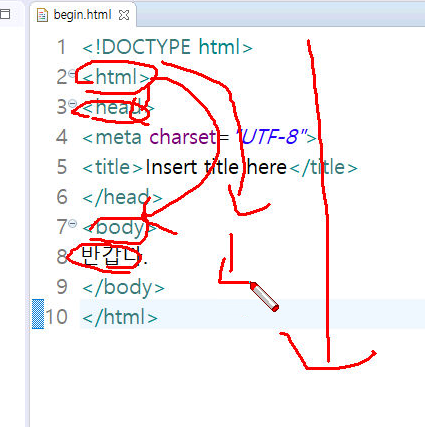 begin.html
1 <!DOCTYPE html>
2 <html>
3 <head>
4 <meta charset="UTF-8">
5 <title>Insert title here</title>
6 </head>
7 <body>
8 반갑다.
9 </body>
10 </html>